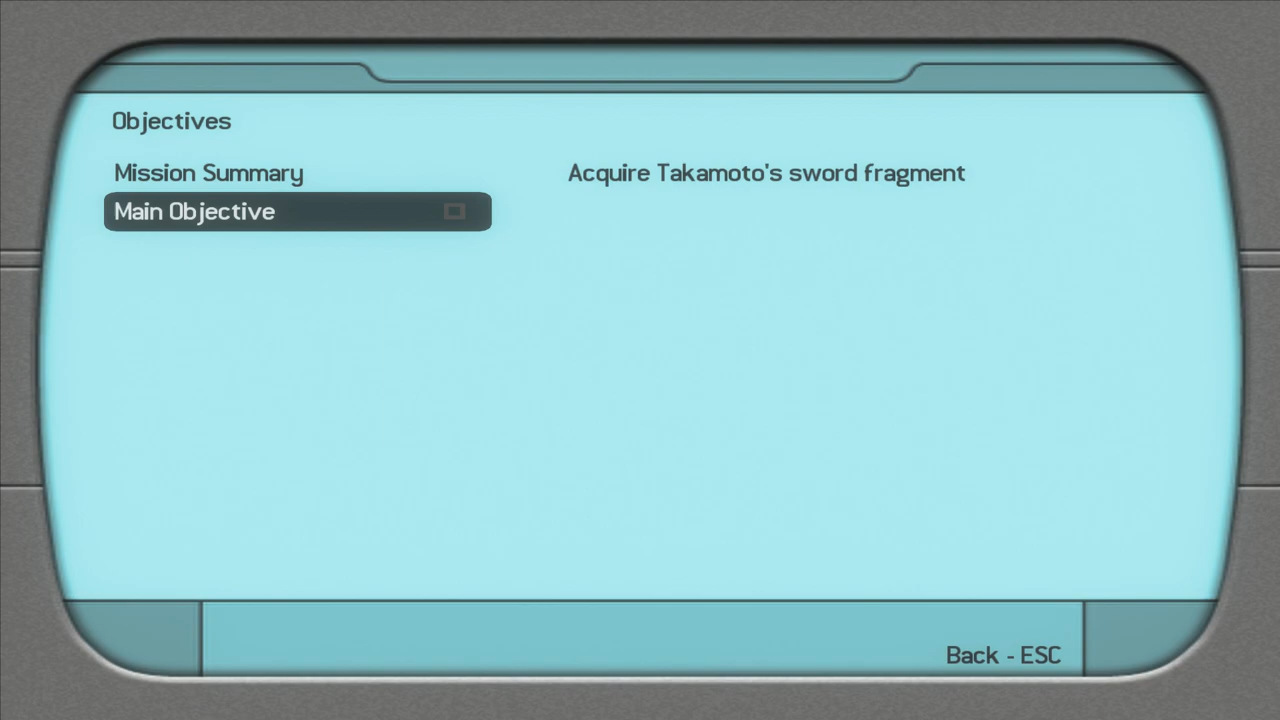 Objectives
Mission Summary
Main Objective
Acquire Takamoto's sword fragment
Back - ESC